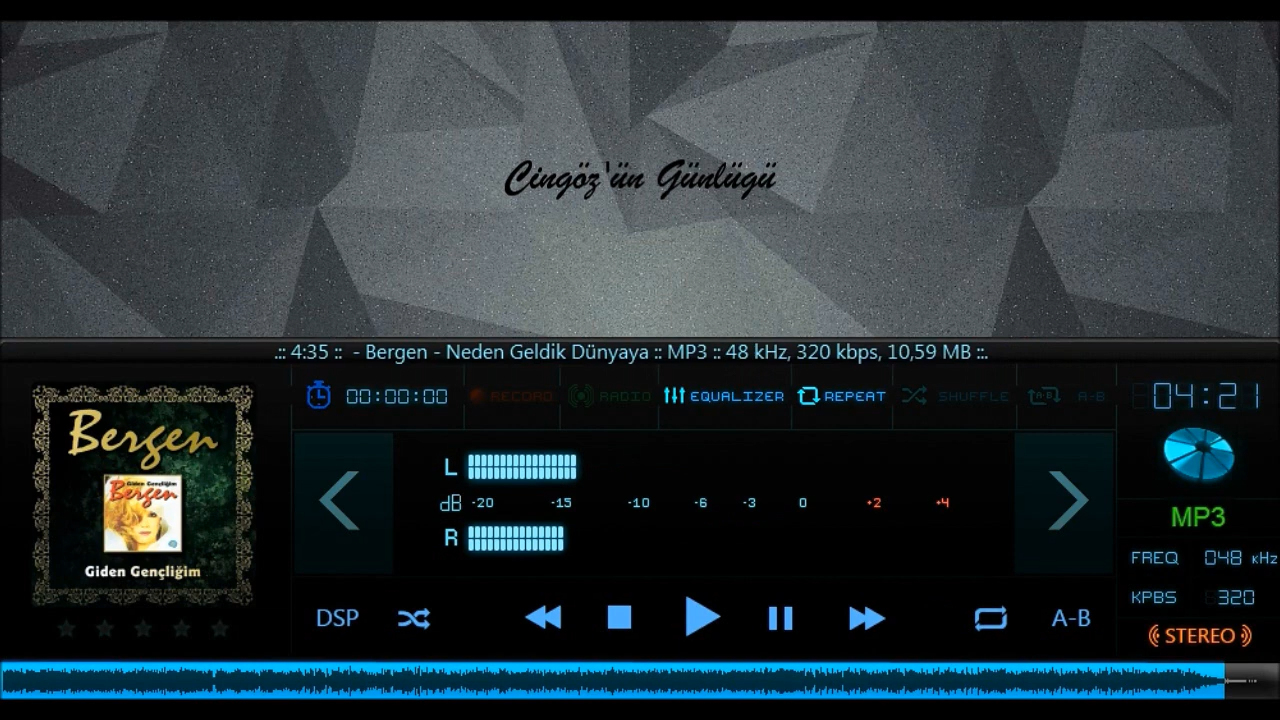 Cingöz'ün Günlügü
.:: 4:35 :: - Bergen - Neden Geldik Dünyaya :: MP3 :: 48 kHz, 320 kbps, 10,59 MB ::.
00:00:00 RECORD RADIO EQUALIZER REPEAT SHUFFLE A-B A-B
04:21
Bergen
Giden Gençliğim
Bergen
Giden Gençliğim
L
dB -20 -15 -10 -6 -3 0 +2 +4
R
MP3
FREQ 048 kHz
KPBS 320
STEREO
DSP A-B